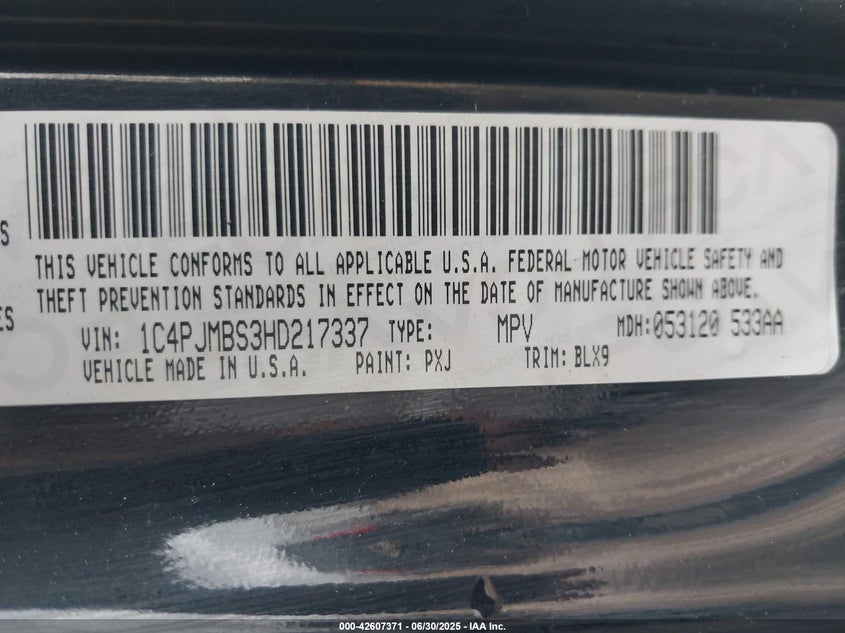 S
THIS VEHICLE CONFORMS TO ALL APPLICABLE U.S.A. FEDERAL MOTOR VEHICLE SAFETY AND
THEFT PREVENTION STANDARDS IN EFFECT ON THE DATE OF MANUFACTURE SHOWN ABOVE.
ES
VIN: 1C4PJMBS3HD217337 TYPE: MPV MDH:053120 533AA
VEHICLE MADE IN U.S.A. PAINT: PXJ TRIM: BLX9
000-42607371 - 06/30/2025 - IAA Inc.